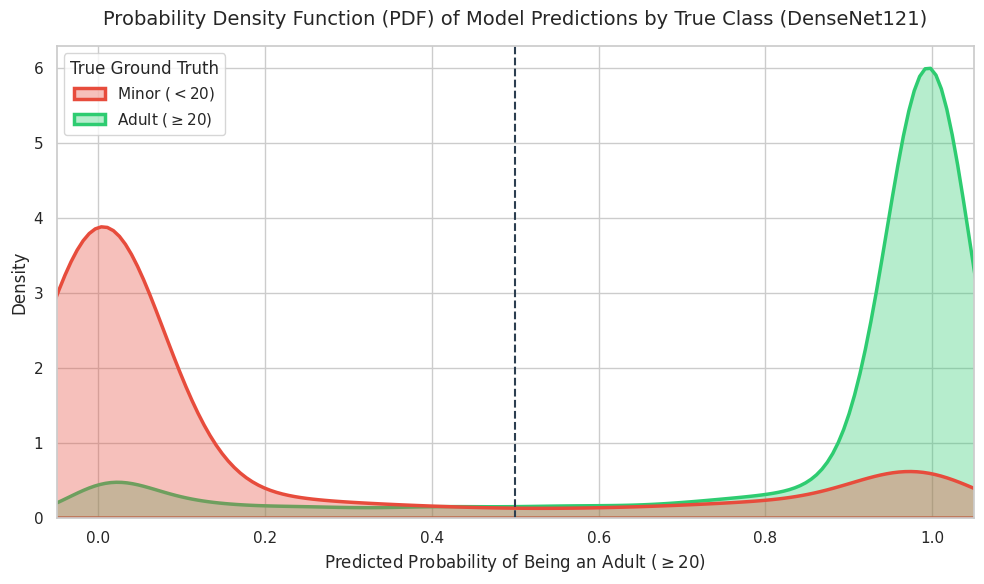 Probability Density Function (PDF) of Model Predictions by True Class (DenseNet121)
True Ground Truth
Minor (< 20)
Adult (≥ 20)
Density
6
5
4
3
2
1
0
0.0 0.2 0.4 0.6 0.8 1.0
Predicted Probability of Being an Adult (≥ 20)